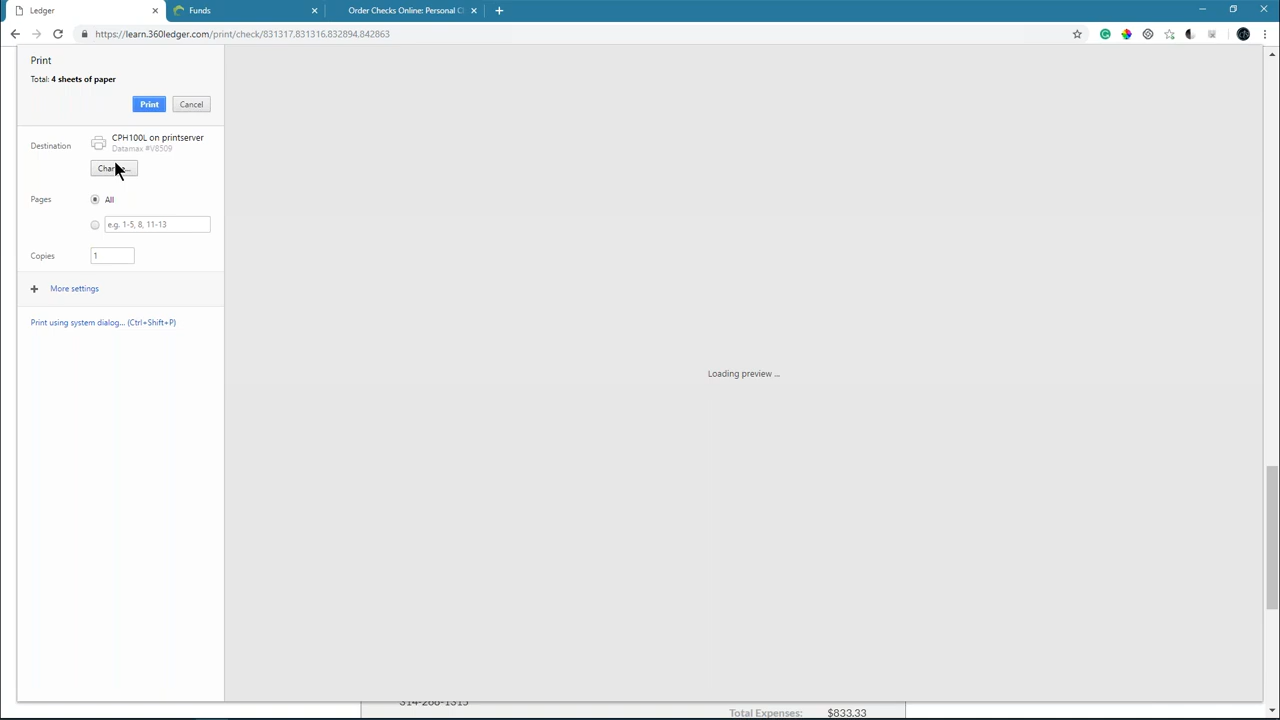 Ledger
Funds
Order Checks Online: Personal C
https://learn.360ledger.com/print/check/831317.831316.832894.842863
Print
Total: 4 sheets of paper
Print
Cancel
Destination
CPH100L on printserver
Datamax #V8509
Pages
All
e.g. 1-5, 8, 11-13
Copies
1
More settings
Print using system dialog... (Ctrl+Shift+P)
Loading preview ...
Total Expenses:
$833.33